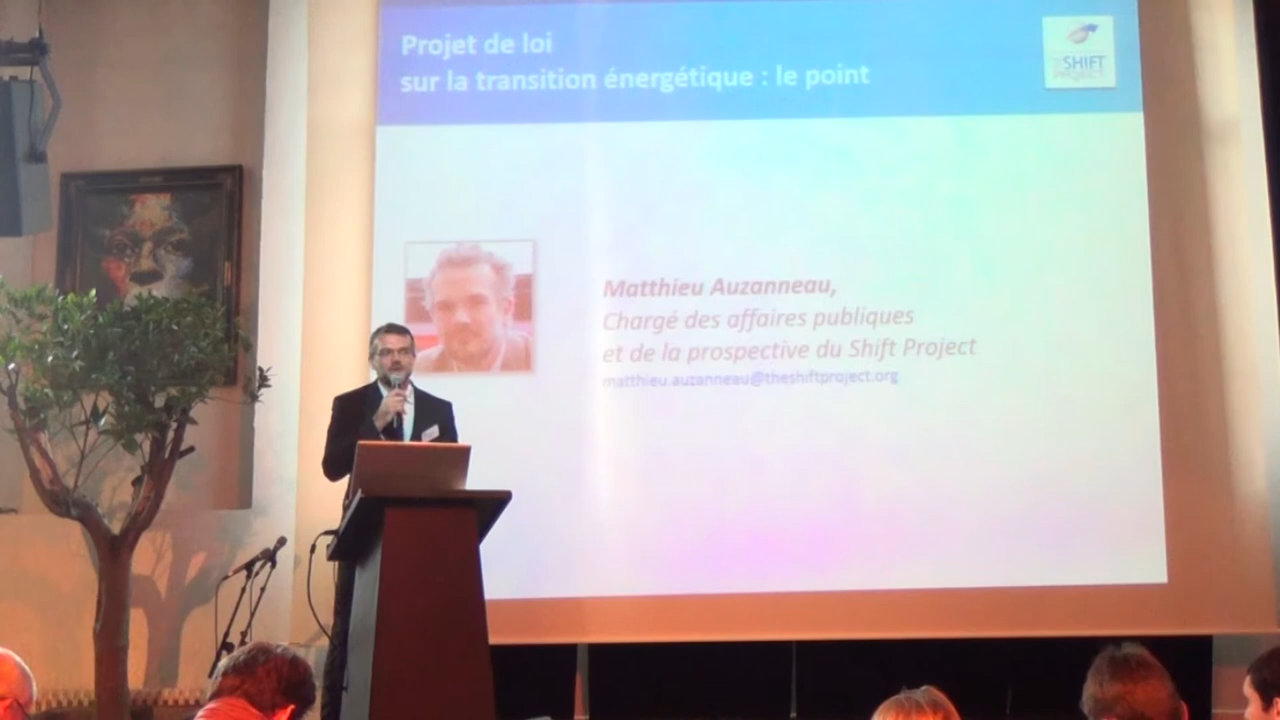 Projet de loi
sur la transition énergétique : le point
THE SHIFT
PROJECT
Matthieu Auzanneau,
Chargé des affaires publiques
et de la prospective du Shift Project
matthieu.auzanneau@theshiftproject.org